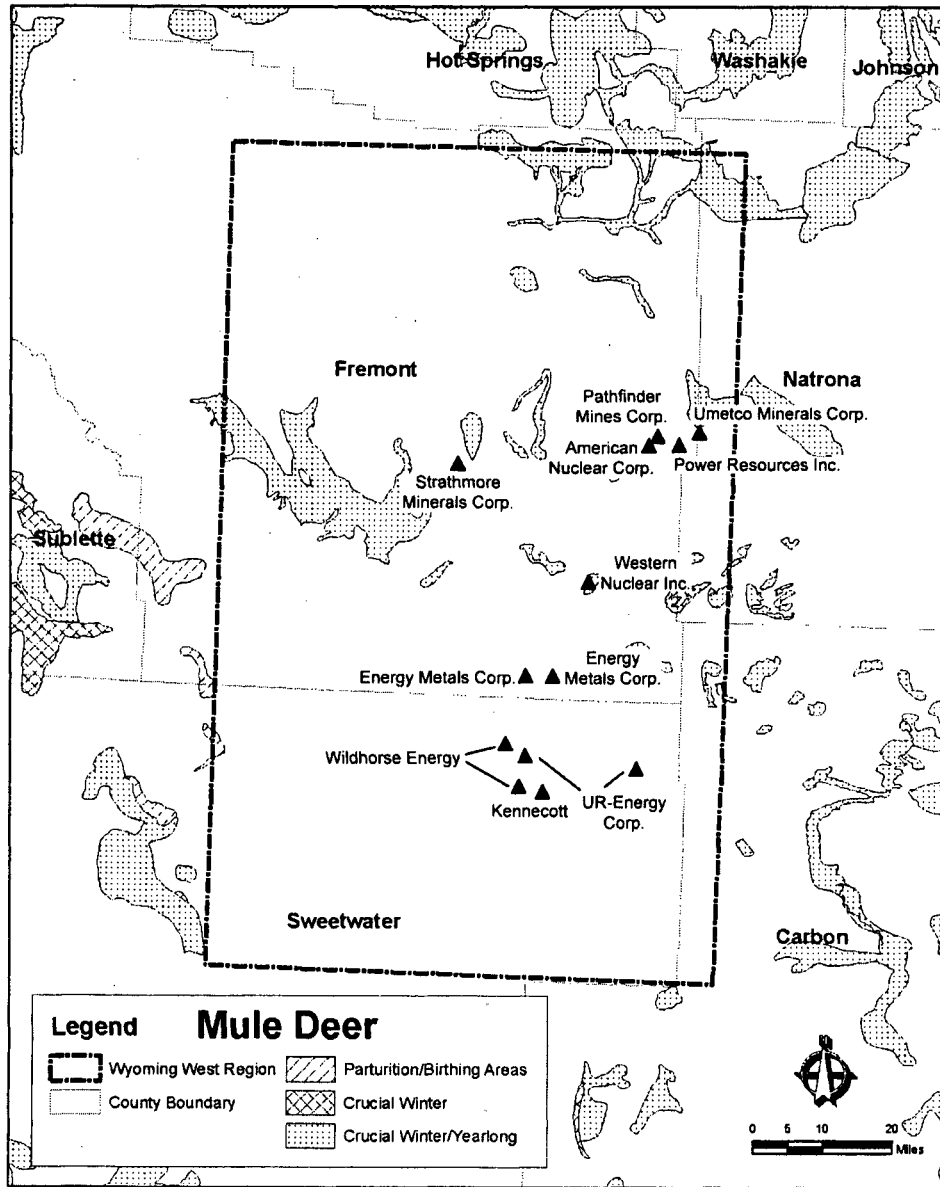 Hot Springs
Washakie
Johnson
Fremont
Natrona
Pathfinder
Mines Corp.
Umetco Minerals Corp.
American
Nuclear Corp.
Power Resources Inc.
Strathmore
Minerals Corp.
Sublette
Western
Nuclear Inc.
Energy Metals Corp.
Energy
Metals Corp.
Wildhorse Energy
Kennecott
UR-Energy
Corp.
Sweetwater
Carbon
Legend
Mule Deer
Wyoming West Region
County Boundary
Parturition/Birthing Areas
Crucial Winter
Crucial Winter/Yearlong
N
0 5 10 20
Miles